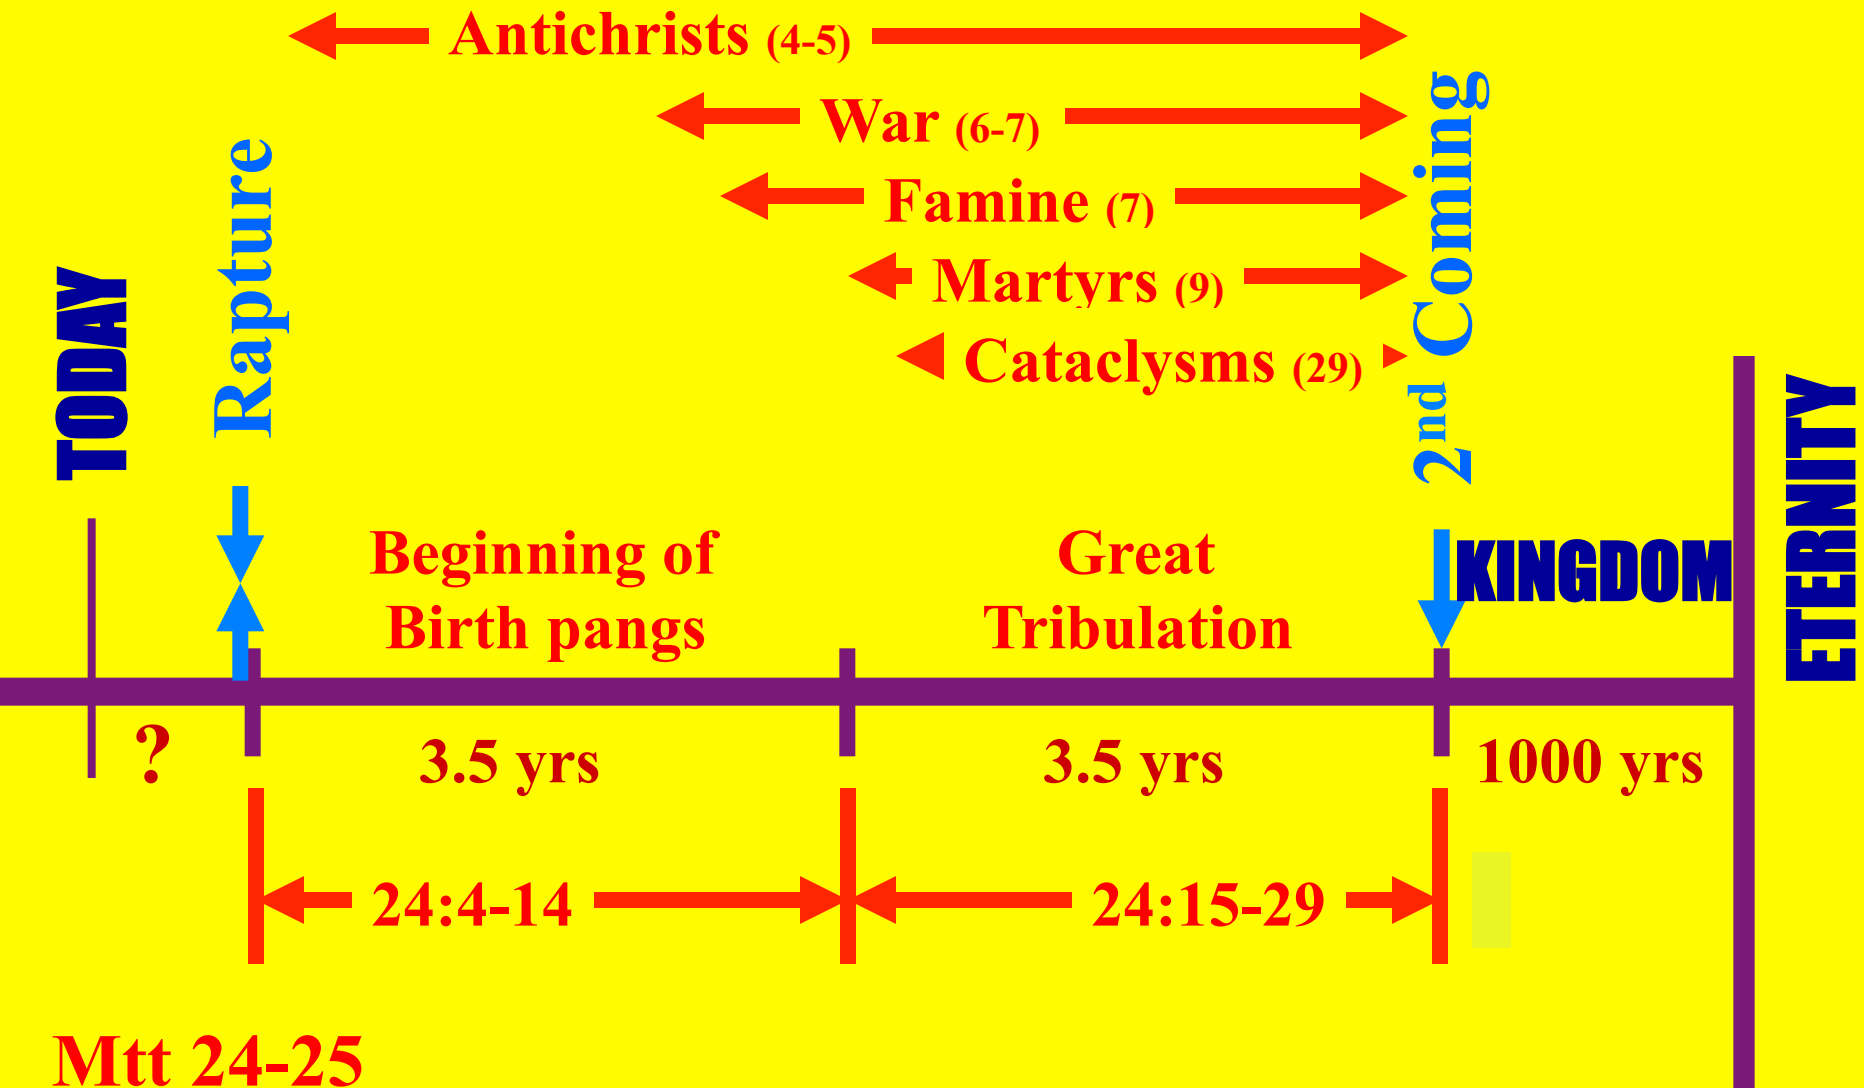 Antichrists (4-5)
War (6-7)
Famine (7)
Martyrs (9)
Cataclysms (29)
TODAY
Rapture
2nd Coming
ETERNITY
Beginning of
Birth pangs
Great
Tribulation
KINGDOM
?
3.5 yrs
3.5 yrs
1000 yrs
24:4-14
24:15-29
Mtt 24-25